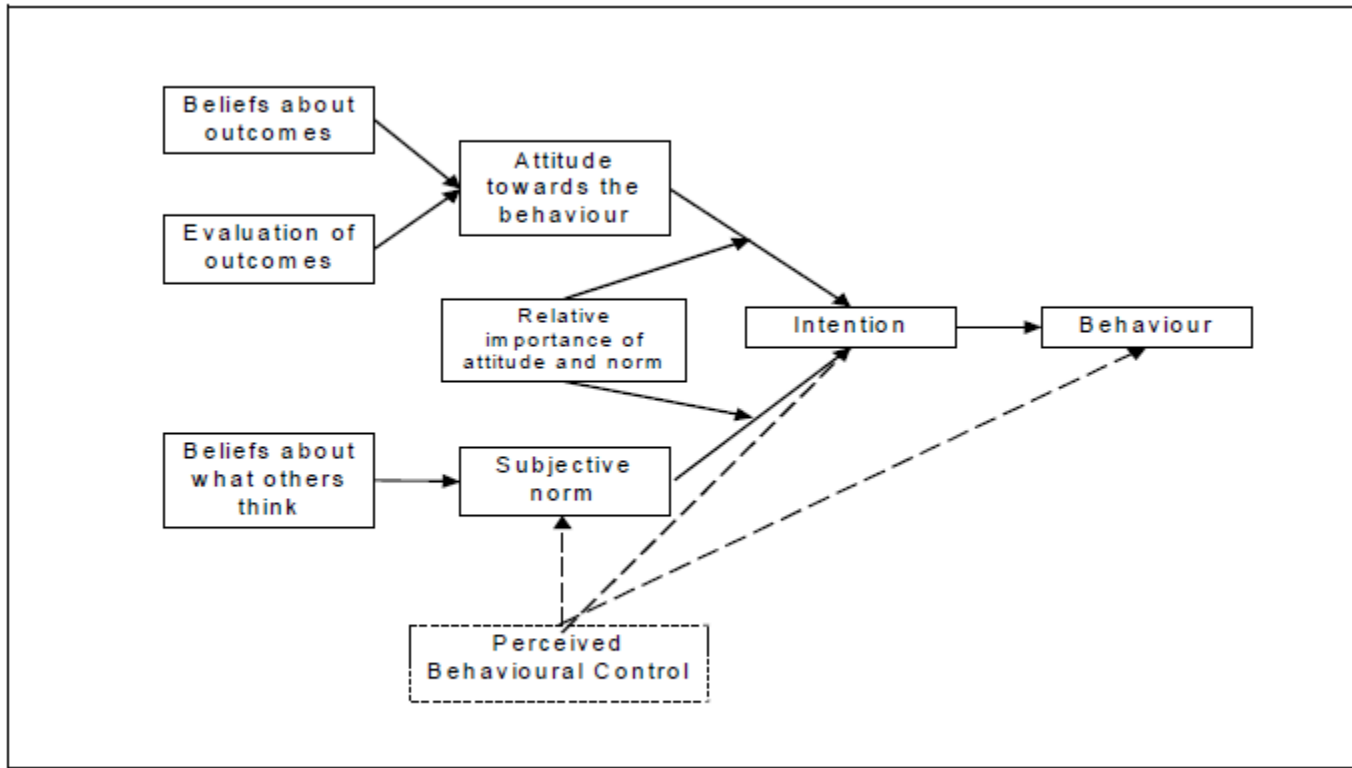 Beliefs about
outcomes
Attitude
towards the
behaviour
Evaluation of
outcomes
Relative
importance of
attitude and norm
Intention
Behaviour
Beliefs about
what others
think
Subjective
norm
Perceived
Behavioural Control